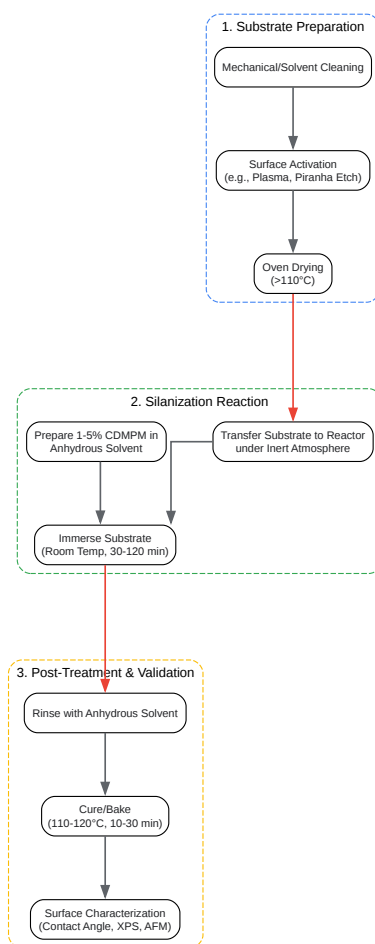 1. Substrate Preparation
Mechanical/Solvent Cleaning
Surface Activation
(e.g., Plasma, Piranha Etch)
Oven Drying
(>110°C)
2. Silanization Reaction
Prepare 1-5% CDMPM in
Anhydrous Solvent
Transfer Substrate to Reactor
under Inert Atmosphere
Immerse Substrate
(Room Temp, 30-120 min)
3. Post-Treatment & Validation
Rinse with Anhydrous Solvent
Cure/Bake
(110-120°C, 10-30 min)
Surface Characterization
(Contact Angle, XPS, AFM)